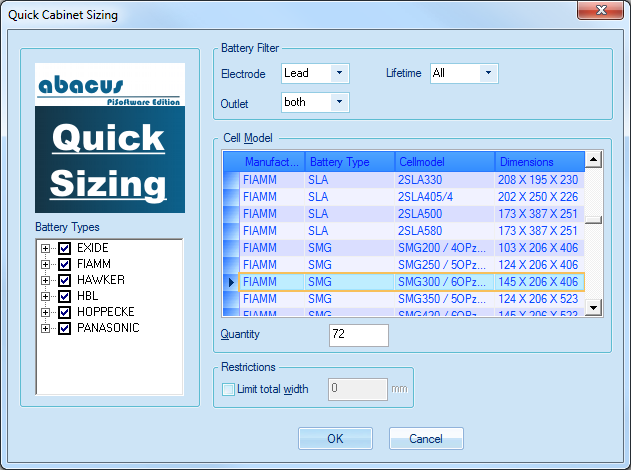 Quick Cabinet Sizing
abacus
PiSoftware Edition
Quick
Sizing
Battery Types
EXIDE
FIAMM
HAWKER
HBL
HOPPECKE
PANASONIC
Battery Filter
Electrode Lead Lifetime All
Outlet both
Cell Model
Manufact... Battery Type Cellmodel Dimensions
FIAMM SLA 2SLA330 208 X 195 X 230
FIAMM SLA 2SLA405/4 202 X 250 X 226
FIAMM SLA 2SLA500 173 X 387 X 251
FIAMM SLA 2SLA580 173 X 387 X 251
FIAMM SMG SMG200 / 4OPz... 103 X 206 X 406
FIAMM SMG SMG250 / 5OPz... 124 X 206 X 406
FIAMM SMG SMG300 / 6OPz... 145 X 206 X 406
FIAMM SMG SMG350 / 5OPz... 124 X 206 X 523
FIAMM SMG SMG420 / 6OPz... 145 X 206 X 523
Quantity 72
Restrictions
Limit total width 0 mm
OK Cancel